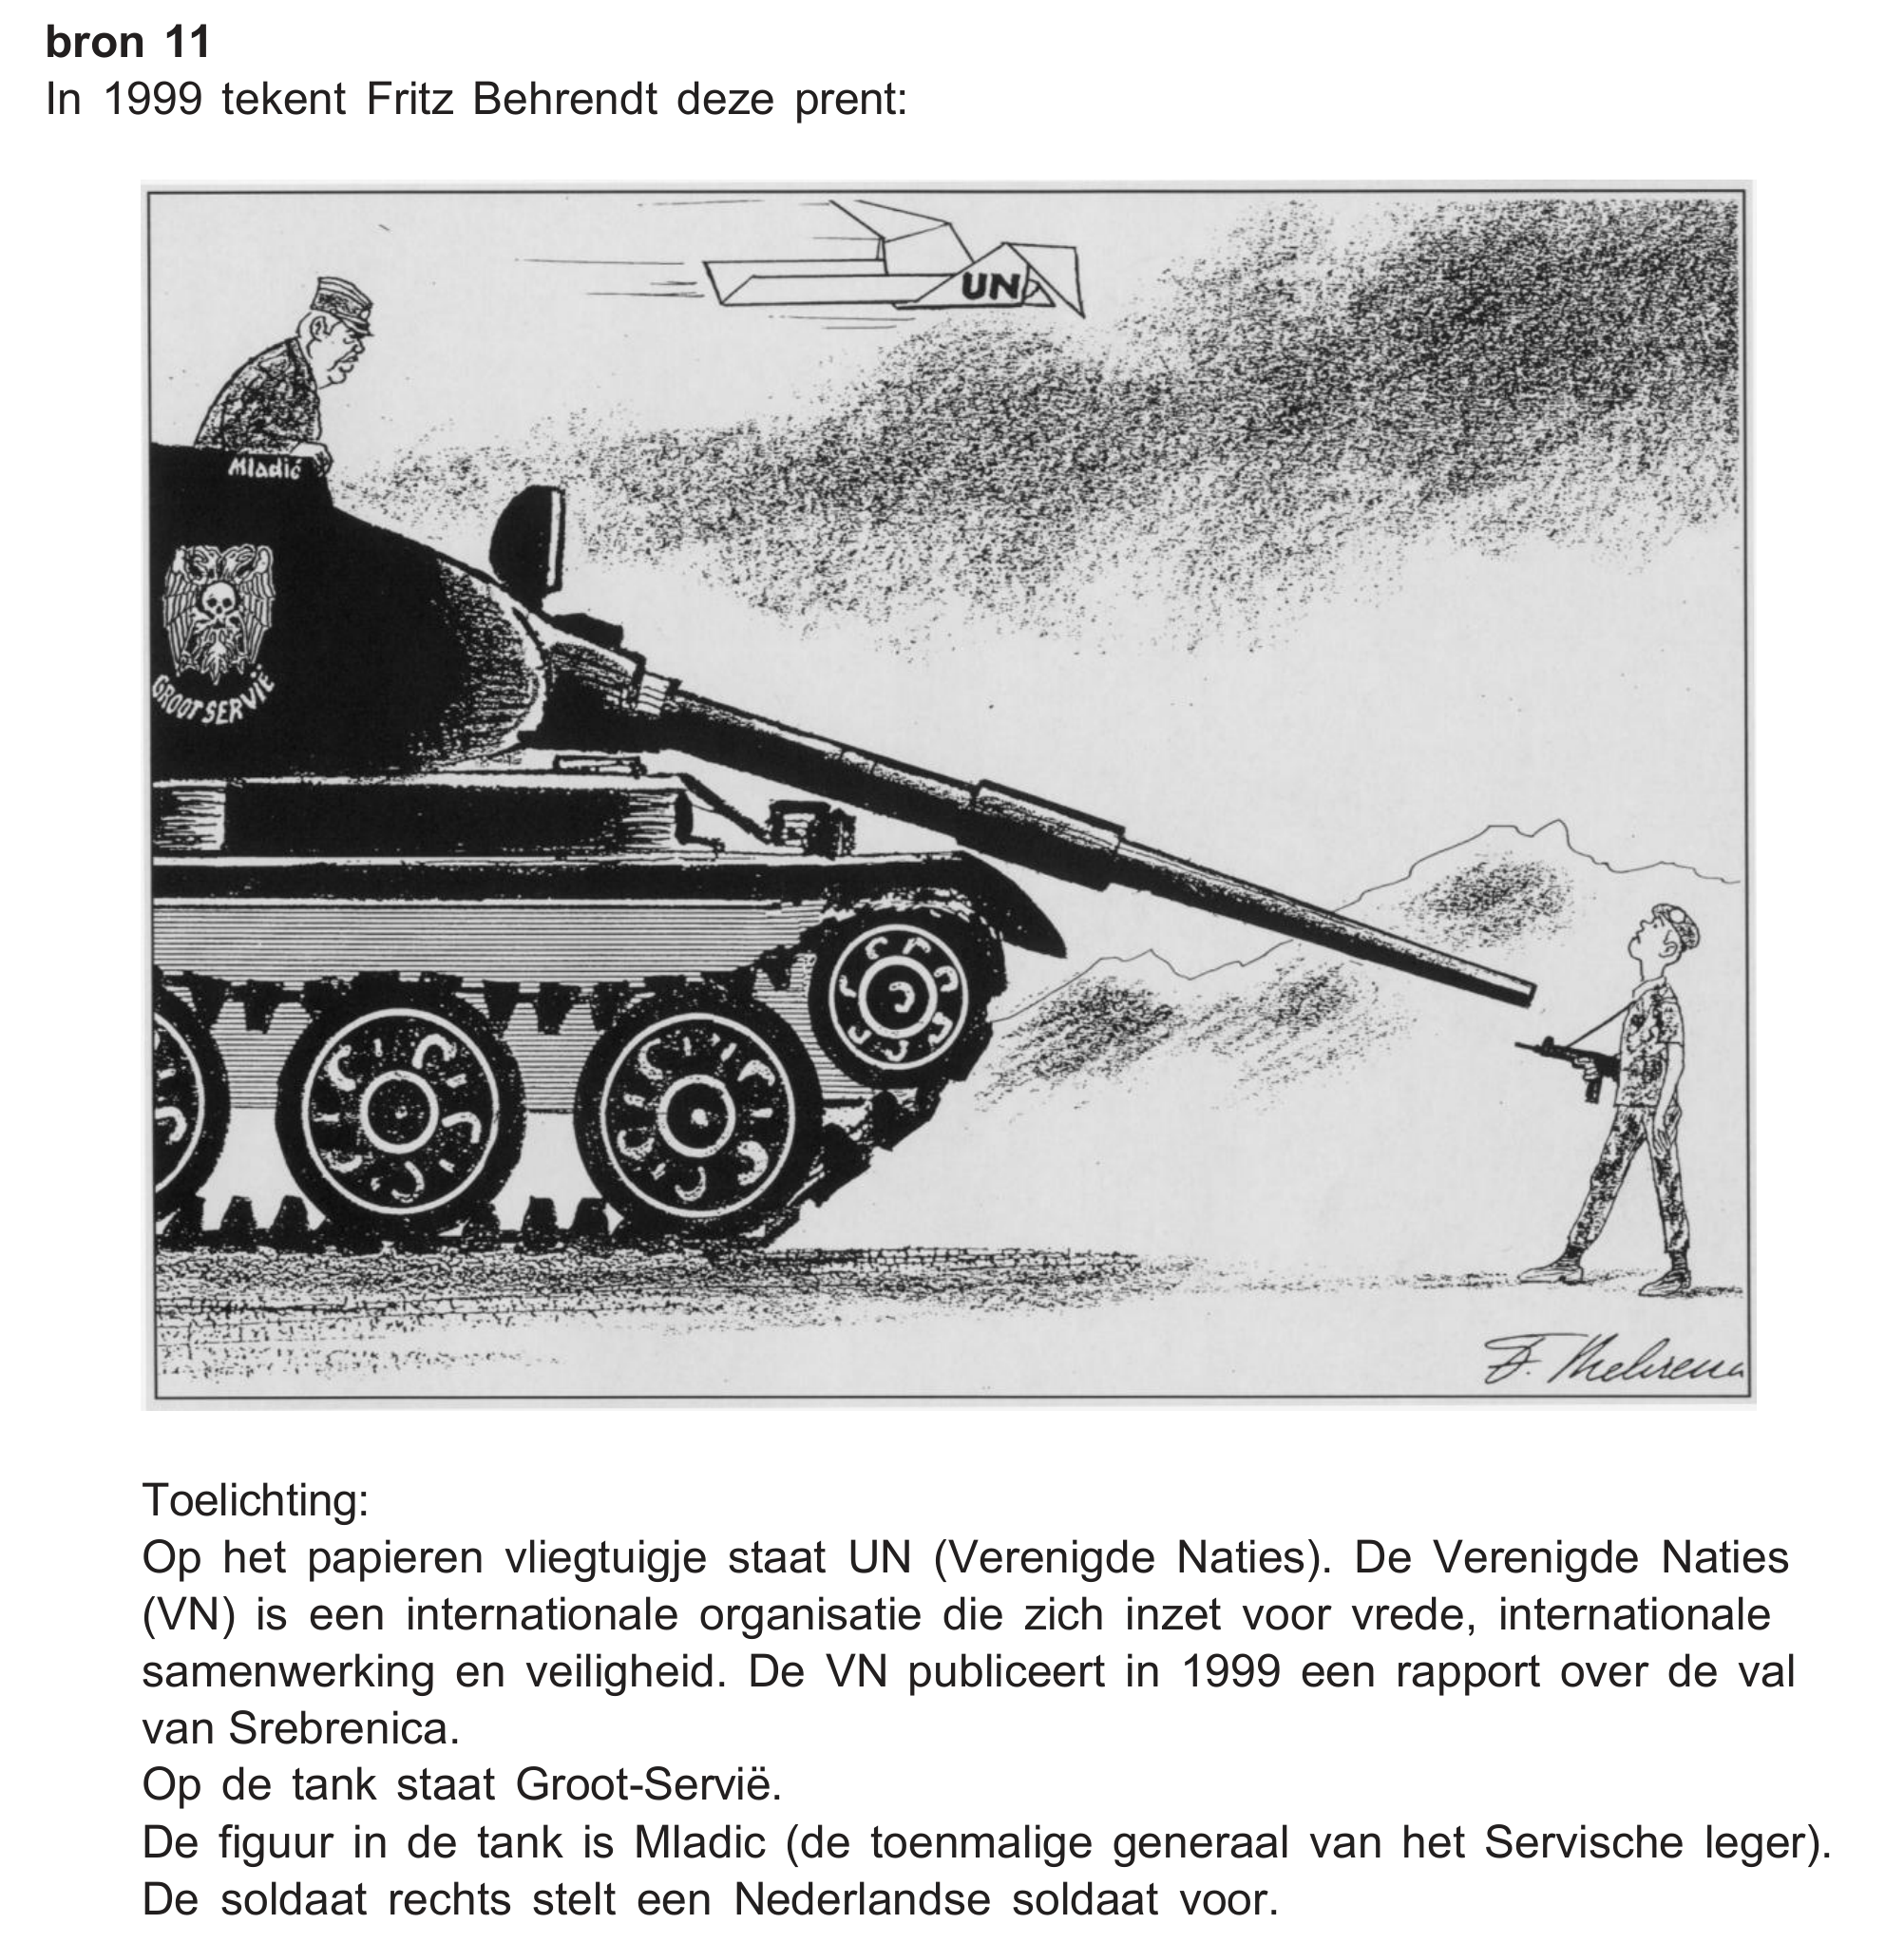 bron 11
In 1999 tekent Fritz Behrendt deze prent:
UN
Mladić
GROOT SERVIË
Toelichting:
Op het papieren vliegtuigje staat UN (Verenigde Naties). De Verenigde Naties
(VN) is een internationale organisatie die zich inzet voor vrede, internationale
samenwerking en veiligheid. De VN publiceert in 1999 een rapport over de val
van Srebrenica.
Op de tank staat Groot-Servië.
De figuur in de tank is Mladic (de toenmalige generaal van het Servische leger).
De soldaat rechts stelt een Nederlandse soldaat voor.